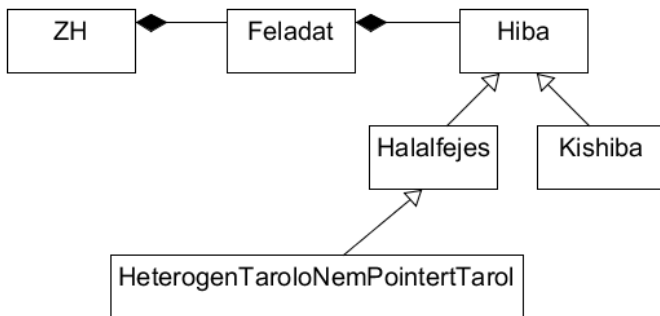 ZH
Feladat
Hiba
Halalfejes
Kishiba
HeterogenTaroloNemPointertTarol